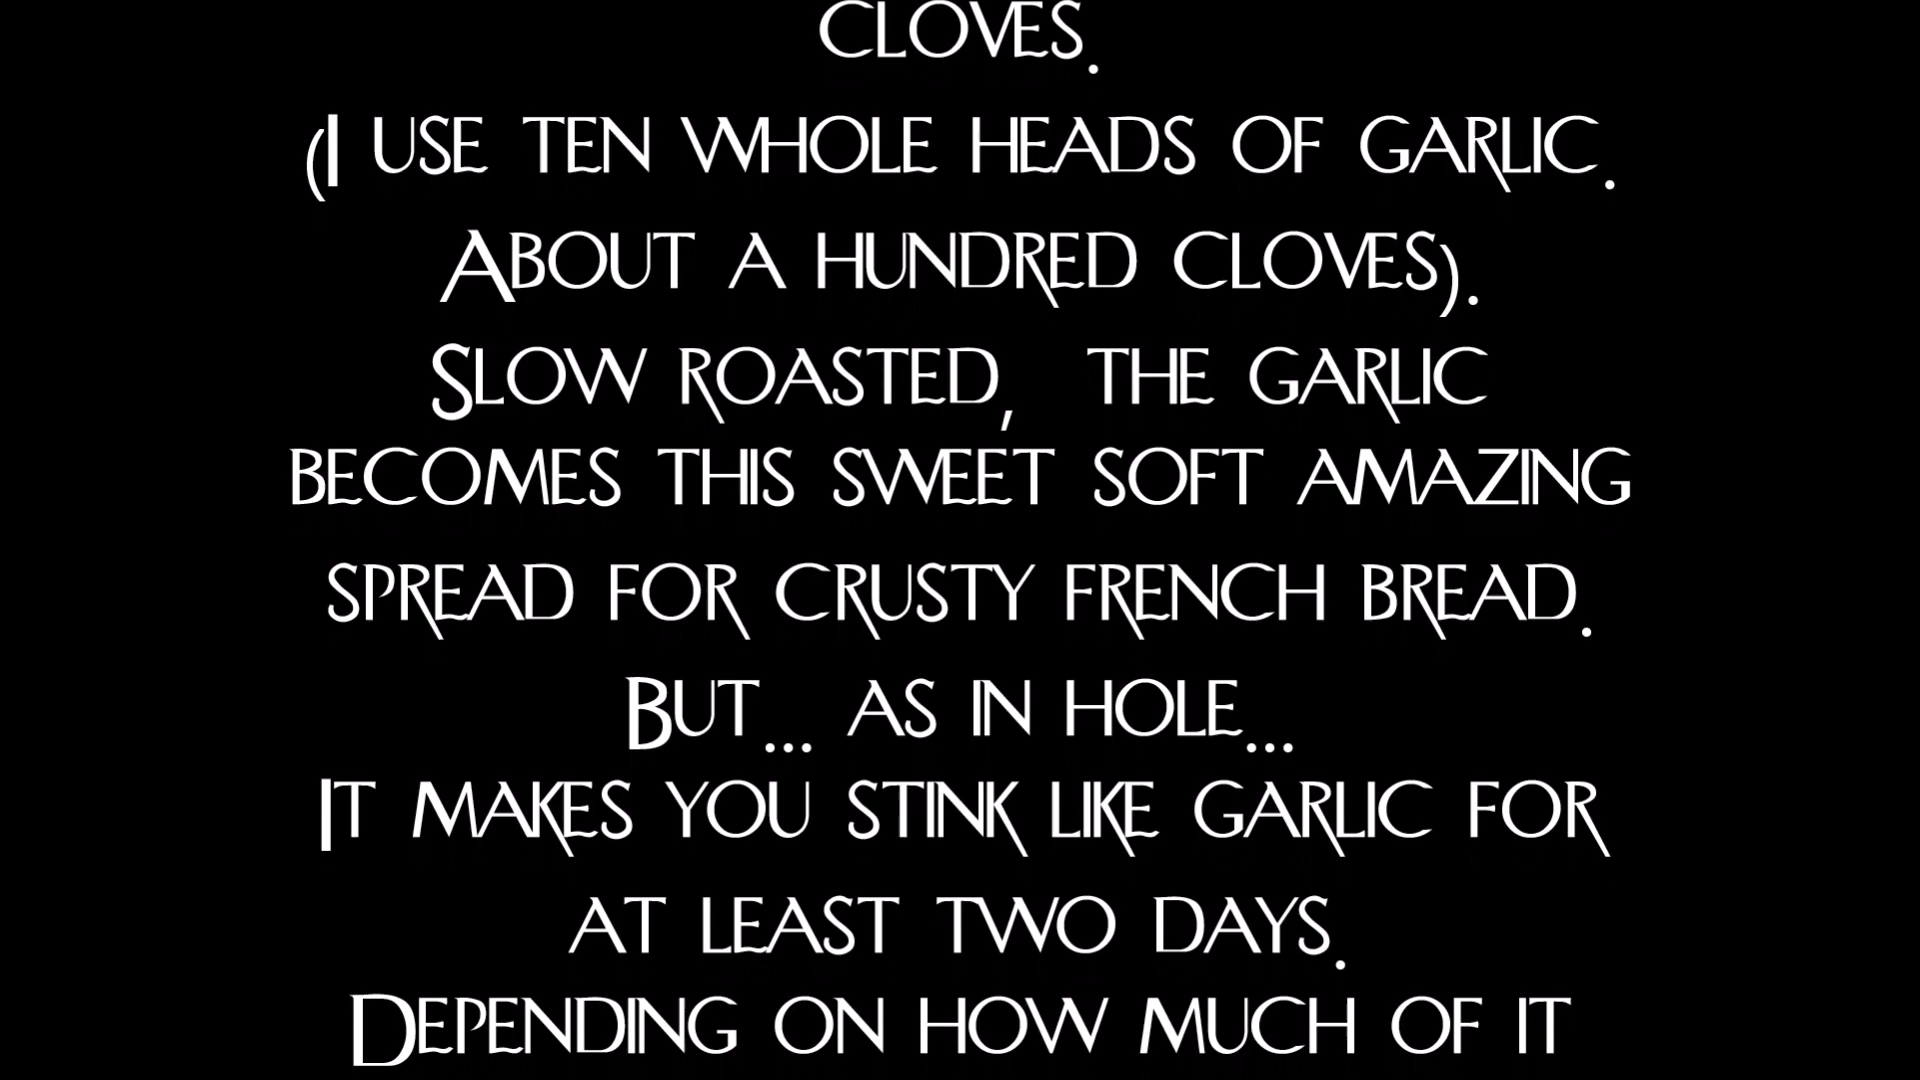 cloves.
(I use ten whole heads of garlic.
About a hundred cloves).
Slow roasted, the garlic
becomes this sweet soft amazing
spread for crusty french bread.
But... as in hole...
It makes you stink like garlic for
at least two days.
Depending on how much of it